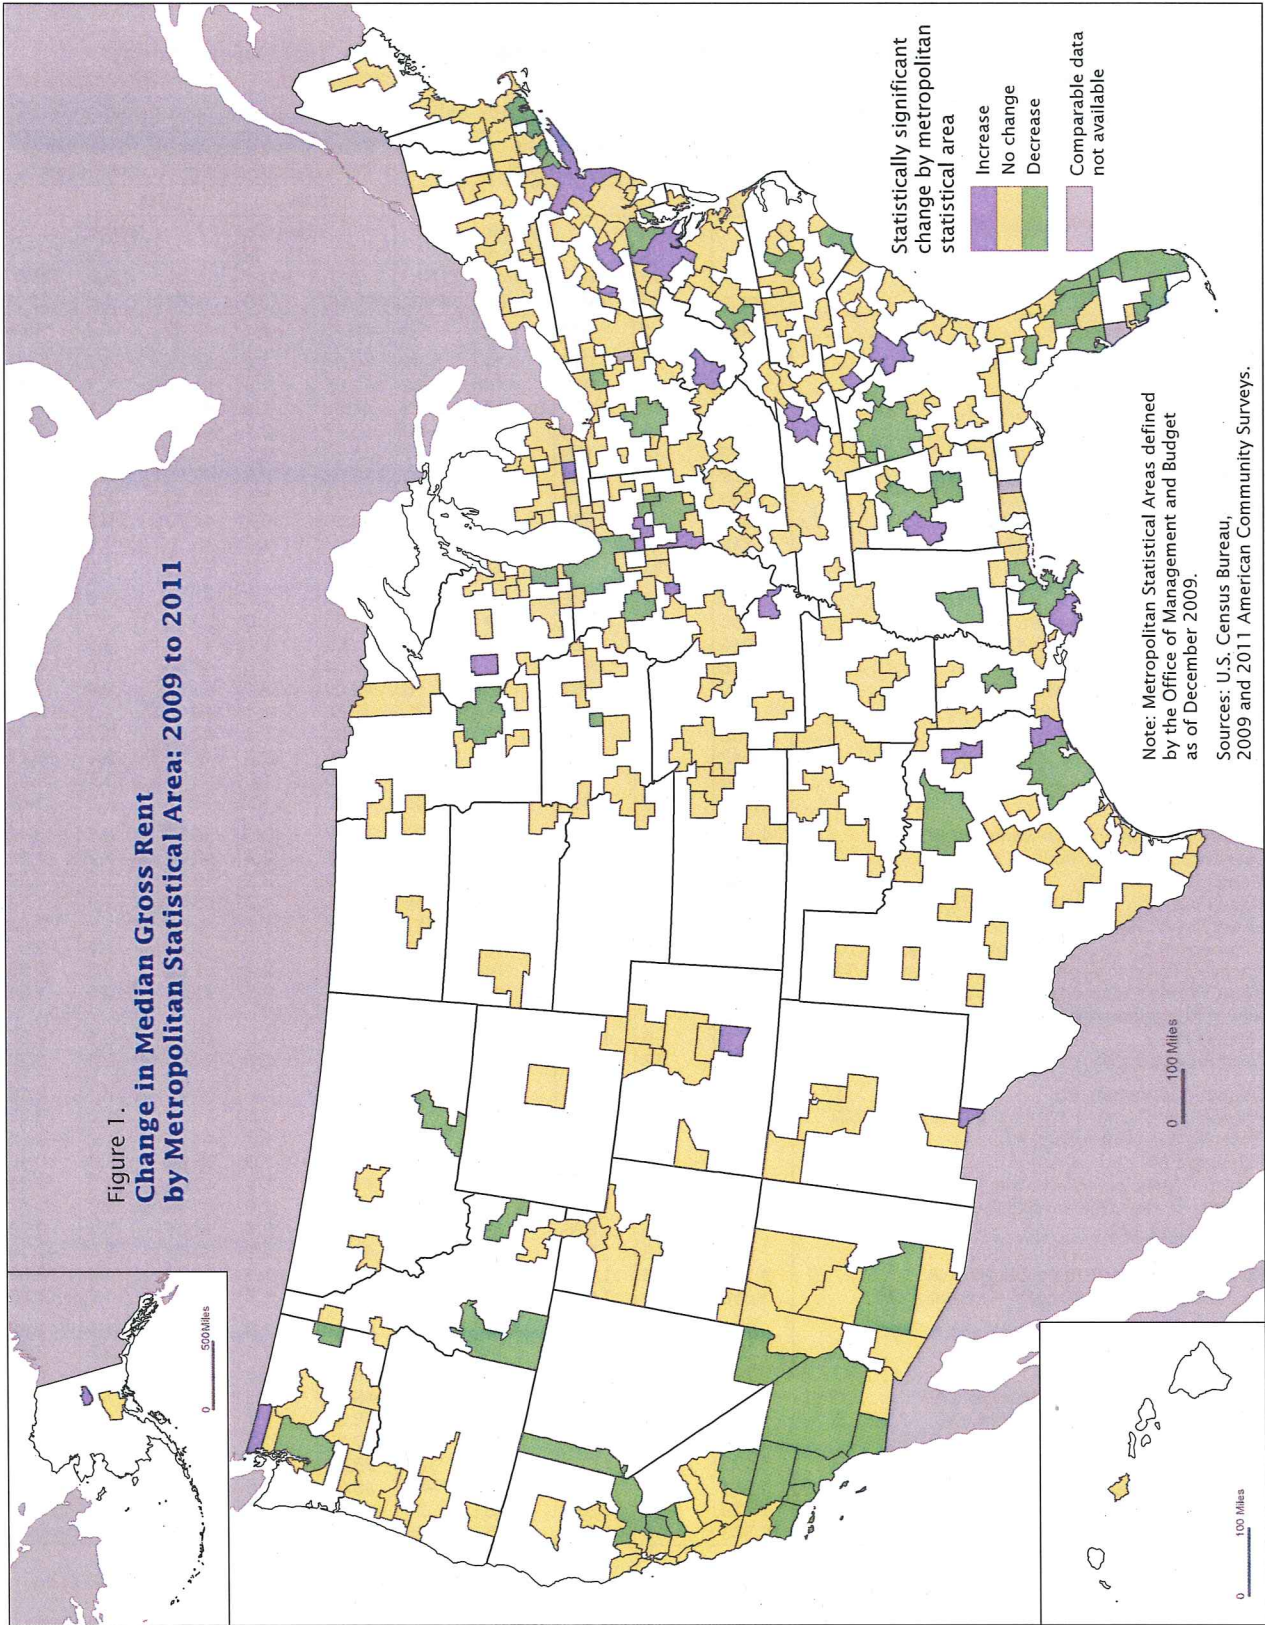 Figure 1.
Change in Median Gross Rent
by Metropolitan Statistical Area: 2009 to 2011
0 500 Miles
Statistically significant
change by metropolitan
statistical area
Increase
No change
Decrease
Comparable data
not available
0 100 Miles
0 100 Miles
Note: Metropolitan Statistical Areas defined
by the Office of Management and Budget
as of December 2009.
Sources: U.S. Census Bureau,
2009 and 2011 American Community Surveys.